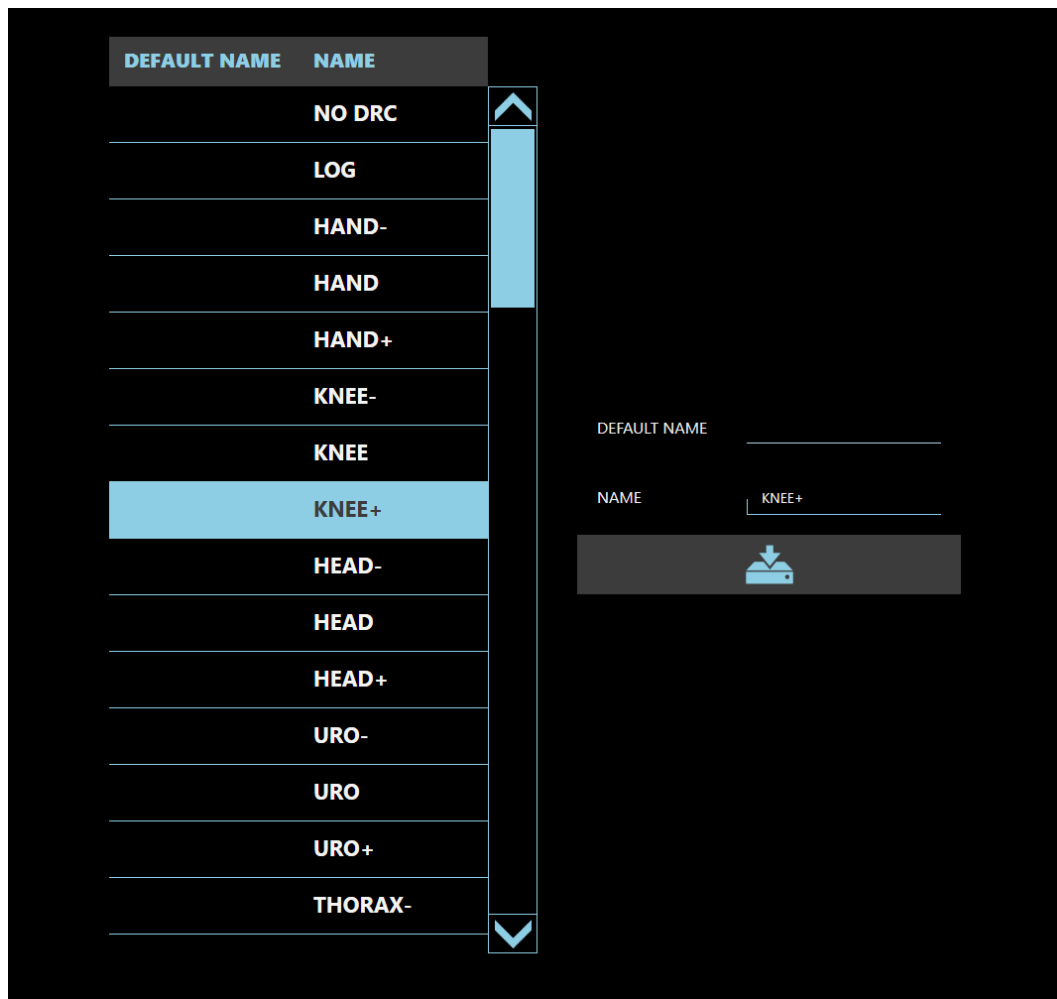 DEFAULT NAME NAME
NO DRC
LOG
HAND-
HAND
HAND+
KNEE-
KNEE
KNEE+
HEAD-
HEAD
HEAD+
URO-
URO
URO+
THORAX-
DEFAULT NAME
NAME KNEE+